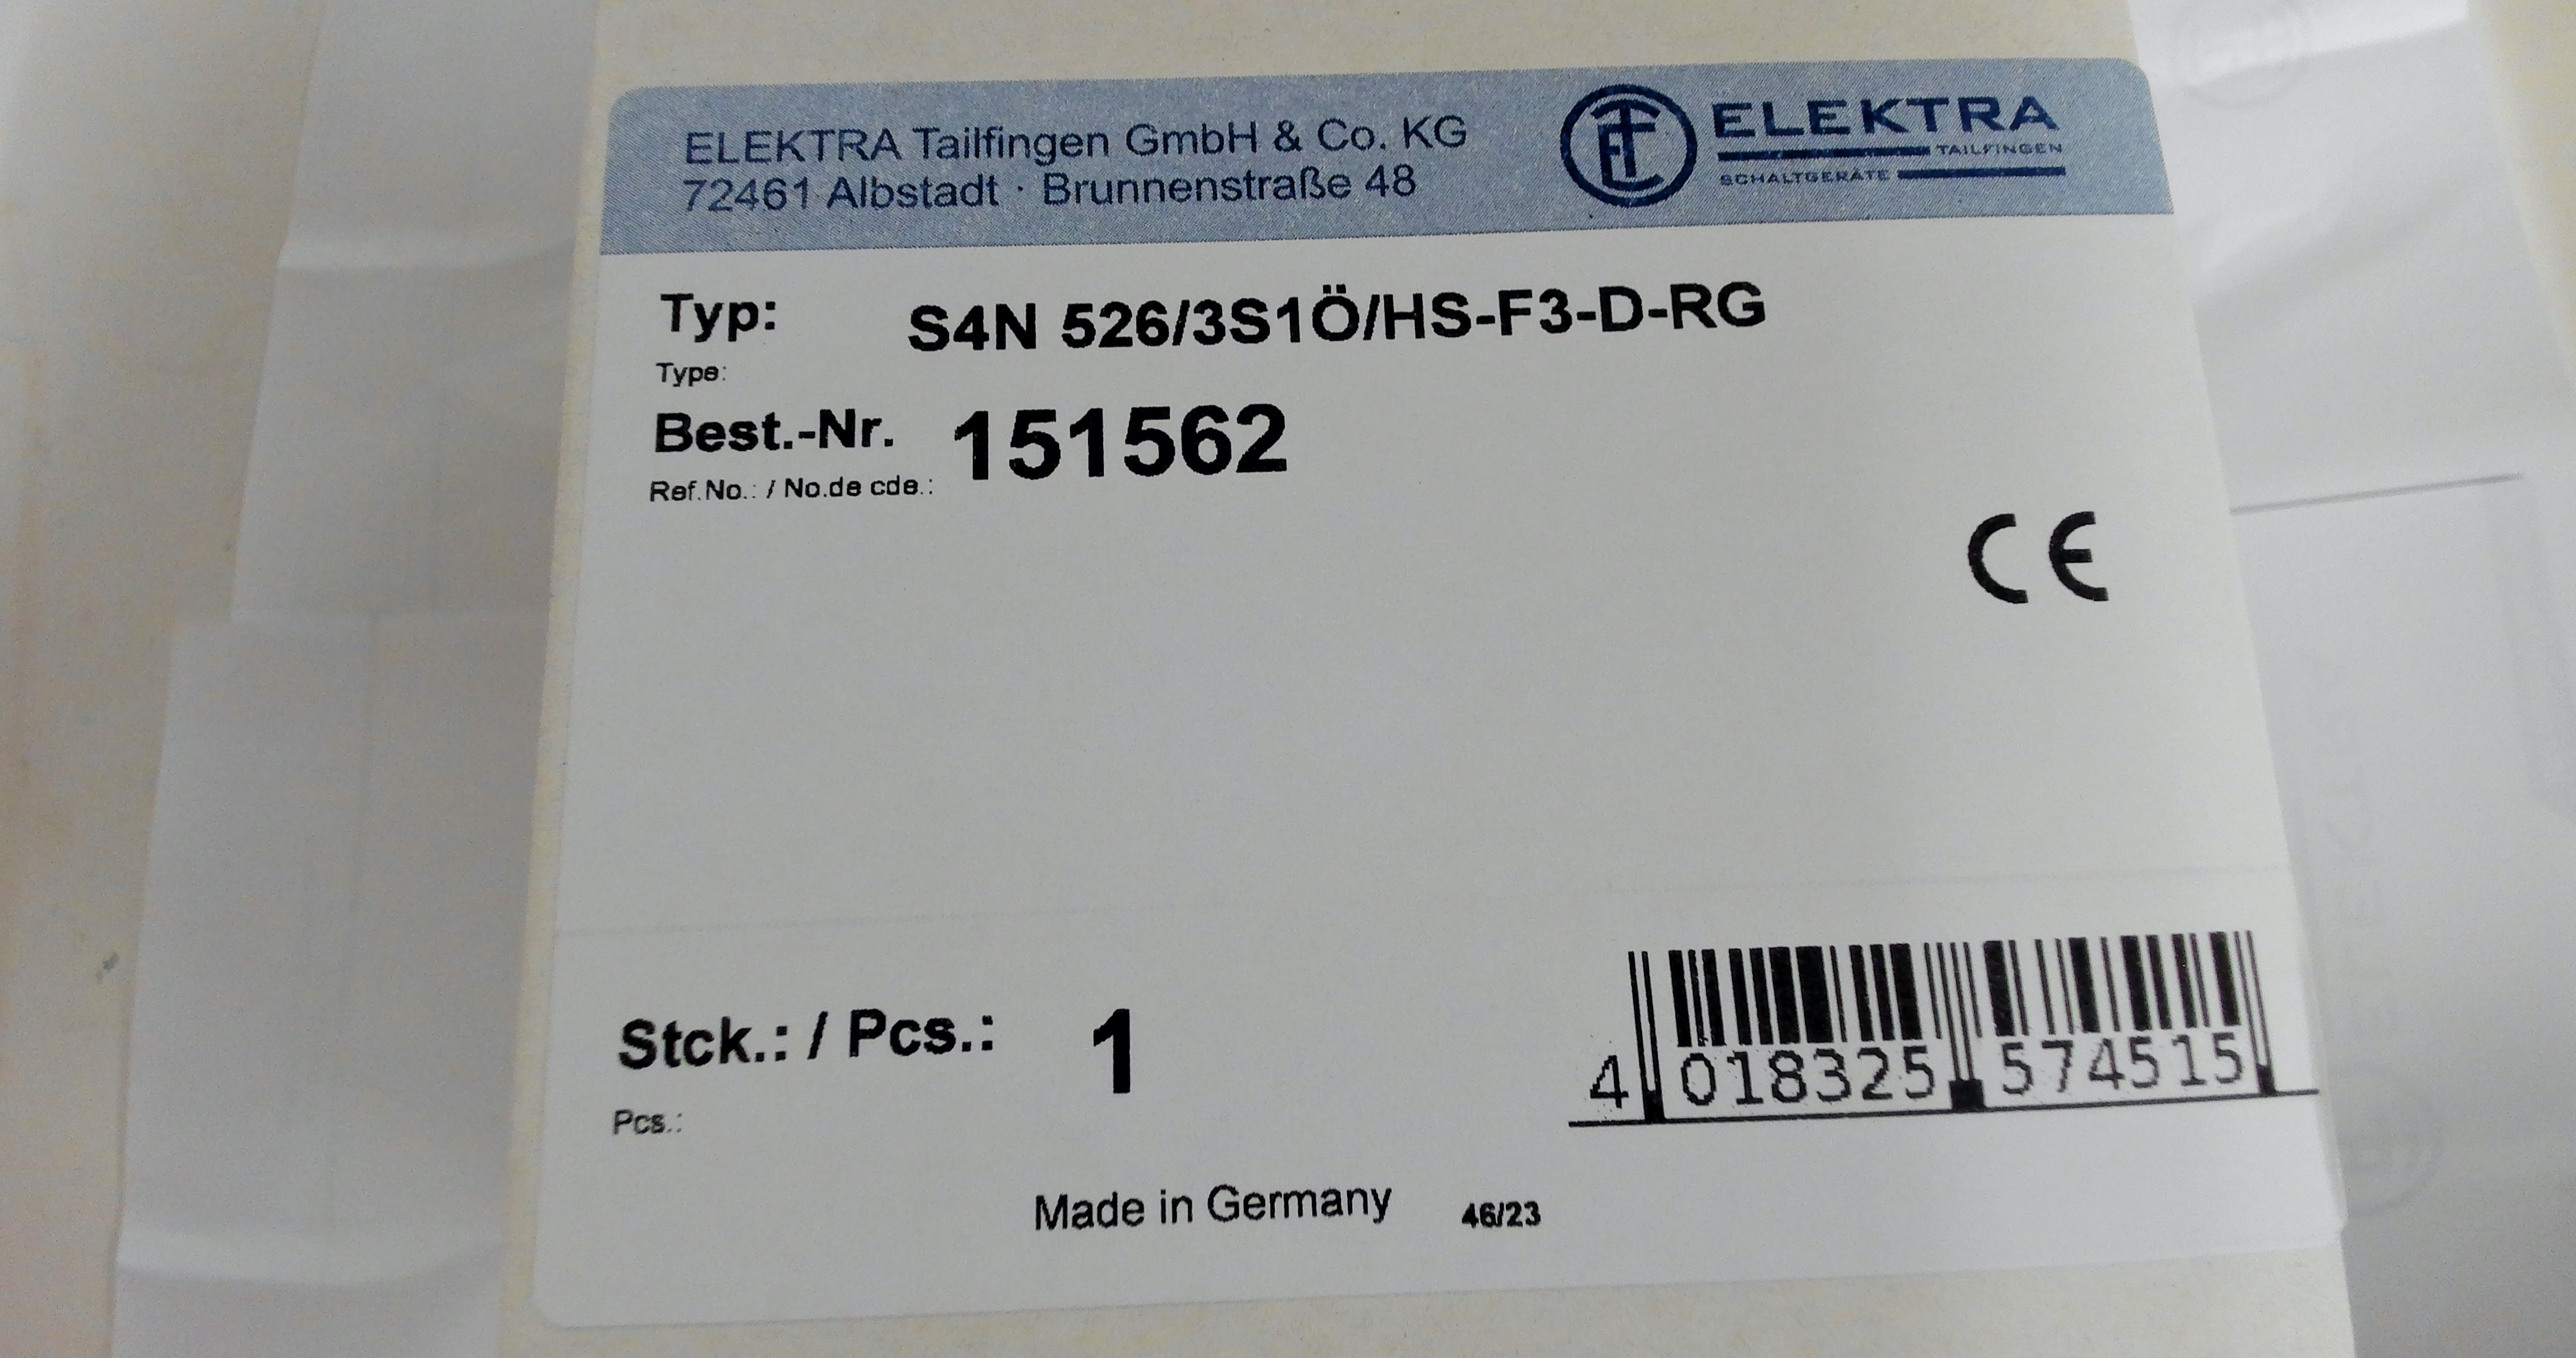 ELEKTRA Tailfingen GmbH & Co. KG
72461 Albstadt · Brunnenstraße 48
ELEKTRA
TAILFINGEN
SCHALTGERÄTE
Typ: S4N 526/3S1Ö/HS-F3-D-RG
Type:
Best.-Nr. 151562
Ref.No.: / No.de cde.:
CE
Stck.: / Pcs.: 1
Pcs.:
4 018325 574515
Made in Germany 46/23